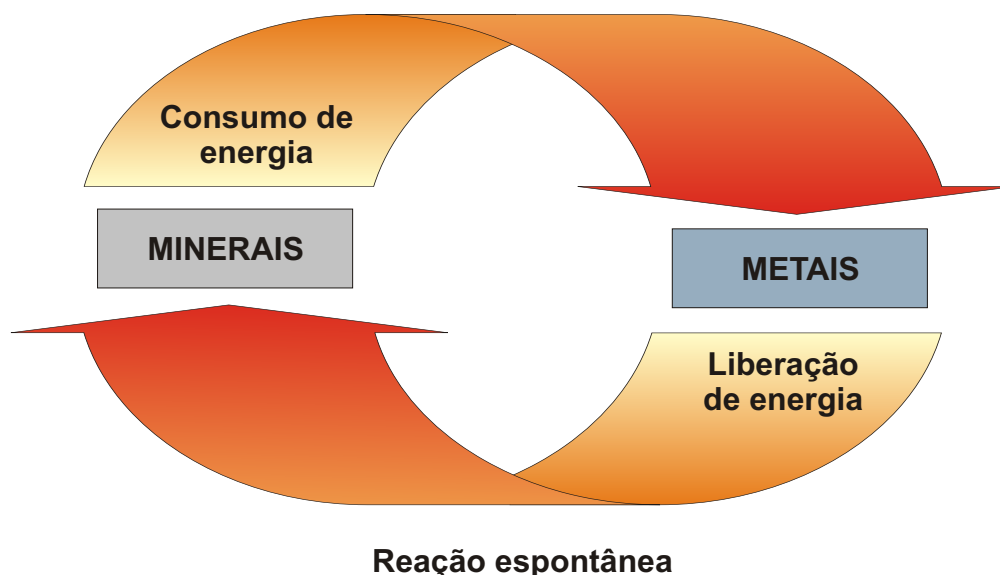 Consumo de
energia
MINERAIS
METAIS
Liberação
de energia
Reação espontânea